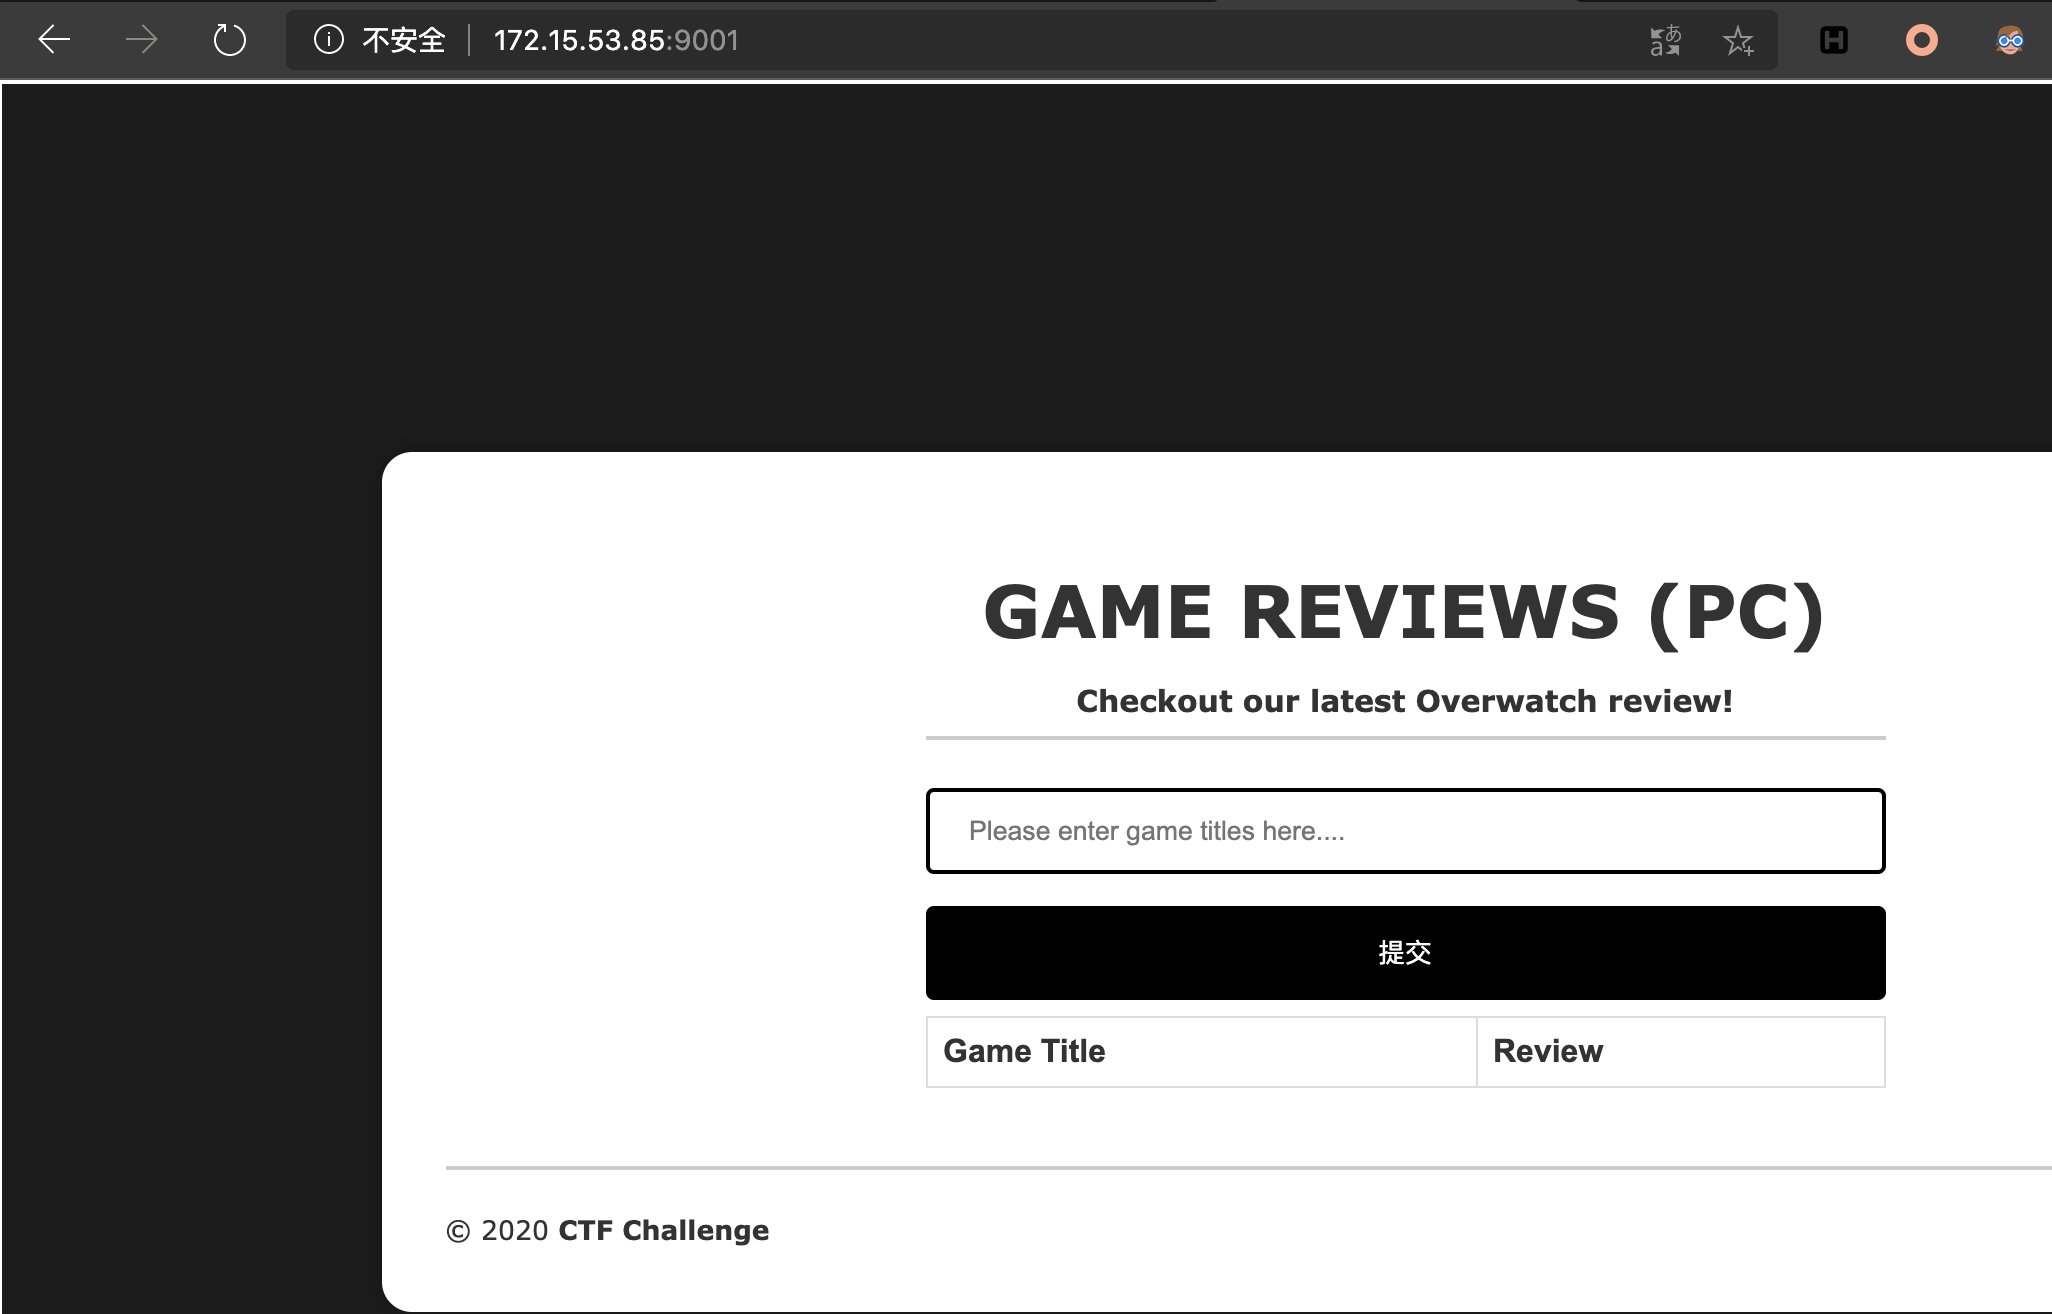 不安全 172.15.53.85:9001
GAME REVIEWS (PC)
Checkout our latest Overwatch review!
Please enter game titles here....
提交
Game Title Review
© 2020 CTF Challenge